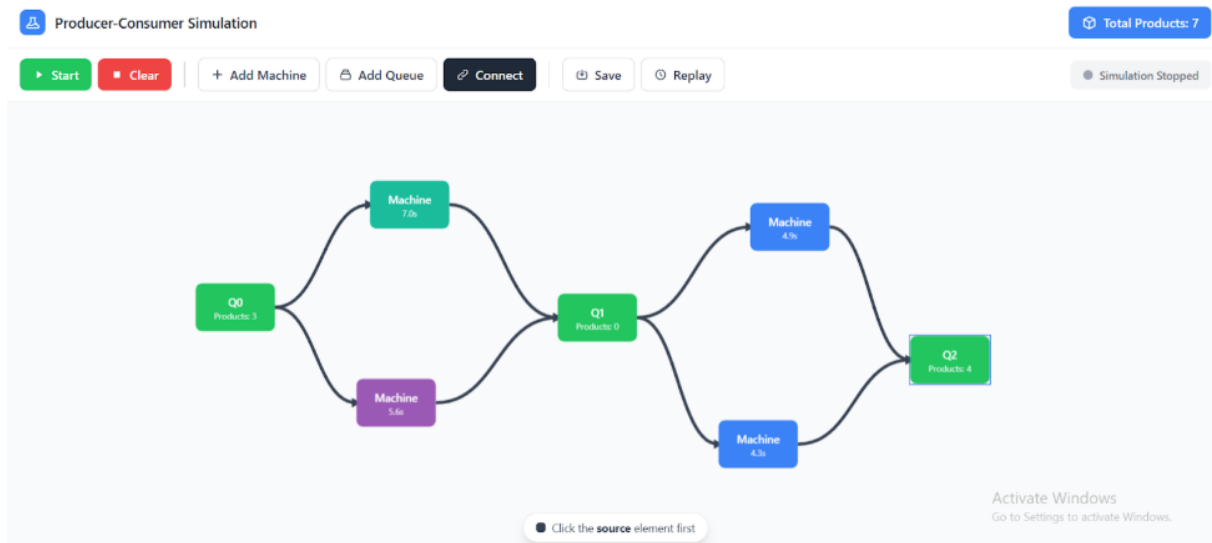 Producer-Consumer Simulation
Total Products: 7
Start
Clear
+ Add Machine
Add Queue
Connect
Save
Replay
Simulation Stopped
Machine
7.0s
Machine
4.9s
Q0
Products: 3
Q1
Products: 0
Q2
Products: 4
Machine
5.6s
Machine
4.3s
Activate Windows
Go to Settings to activate Windows.
Click the source element first